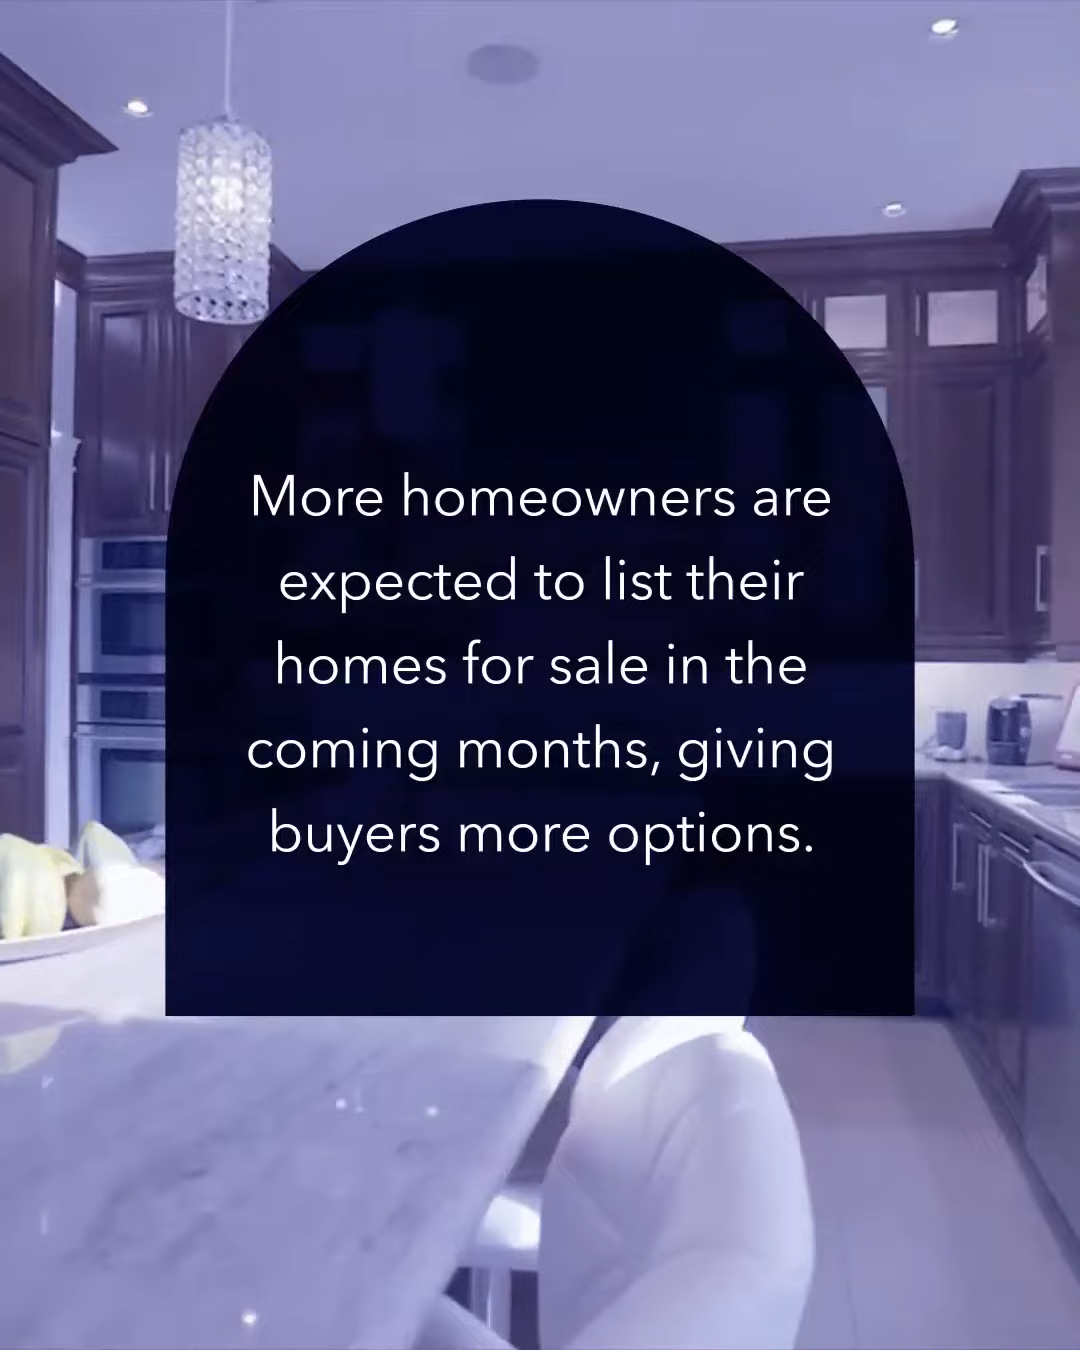 More homeowners are
expected to list their
homes for sale in the
coming months, giving
buyers more options.